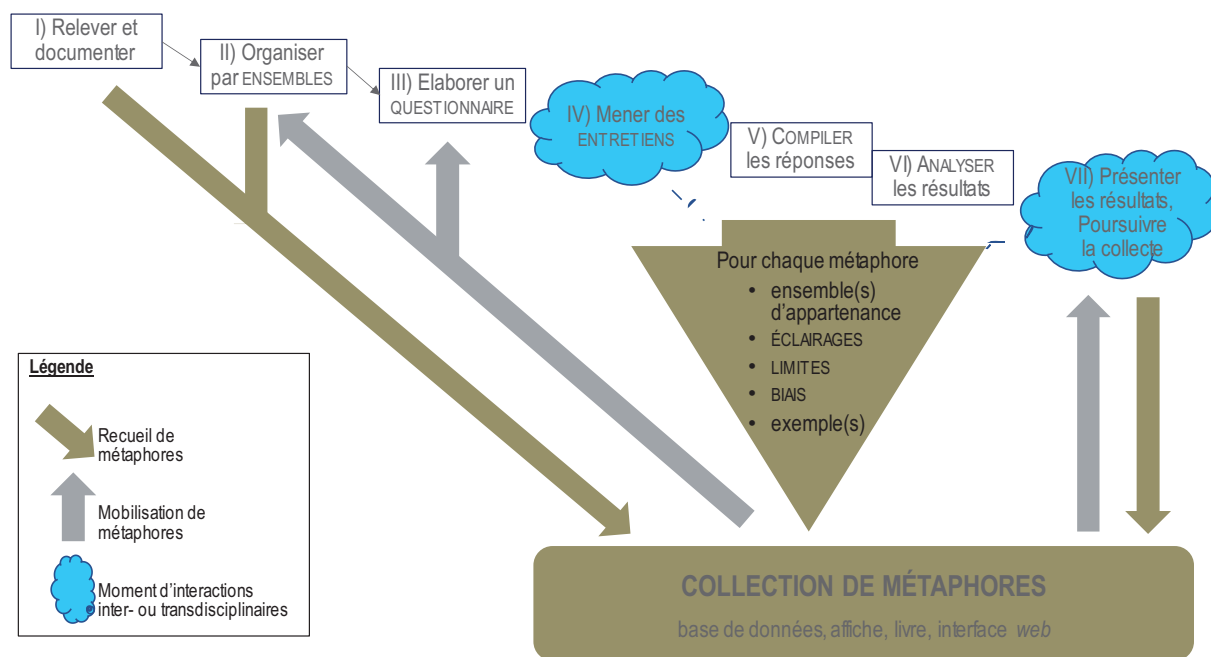 I) Relever et
documenter
II) Organiser
par ENSEMBLES
III) Elaborer un
QUESTIONNAIRE
IV) Mener des
ENTRETIENS
V) COMPILER
les réponses
VI) ANALYSER
les résultats
VII) Présenter
les résultats,
Poursuivre
la collecte
Pour chaque métaphore
• ensemble(s)
d'appartenance
• ÉCLAIRAGES
• LIMITES
• BIAIS
• exemple(s)
Légende
Recueil de
métaphores
Mobilisation de
métaphores
Moment d'interactions
inter- ou transdisciplinaires
COLLECTION DE MÉTAPHORES
base de données, affiche, livre, interface web